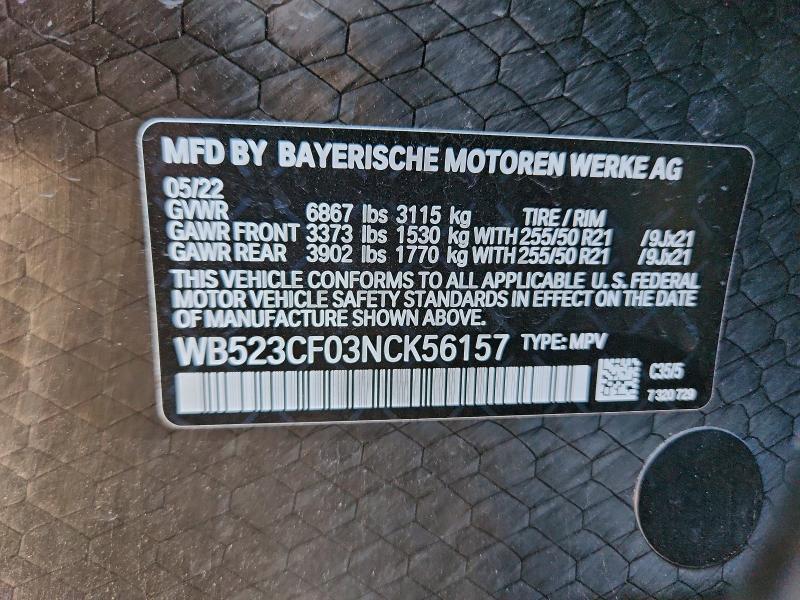 MFD BY BAYERISCHE MOTOREN WERKE AG
05/22
GVWR 6867 lbs 3115 kg TIRE / RIM
GAWR FRONT 3373 lbs 1530 kg WITH 255/50 R21 /9Jx21
GAWR REAR 3902 lbs 1770 kg WITH 255/50 R21 /9Jx21
THIS VEHICLE CONFORMS TO ALL APPLICABLE U.S. FEDERAL
MOTOR VEHICLE SAFETY STANDARDS IN EFFECT ON THE DATE
OF MANUFACTURE SHOWN ABOVE.
WB523CF03NCK56157 TYPE: MPV
C35/5
7 320 729